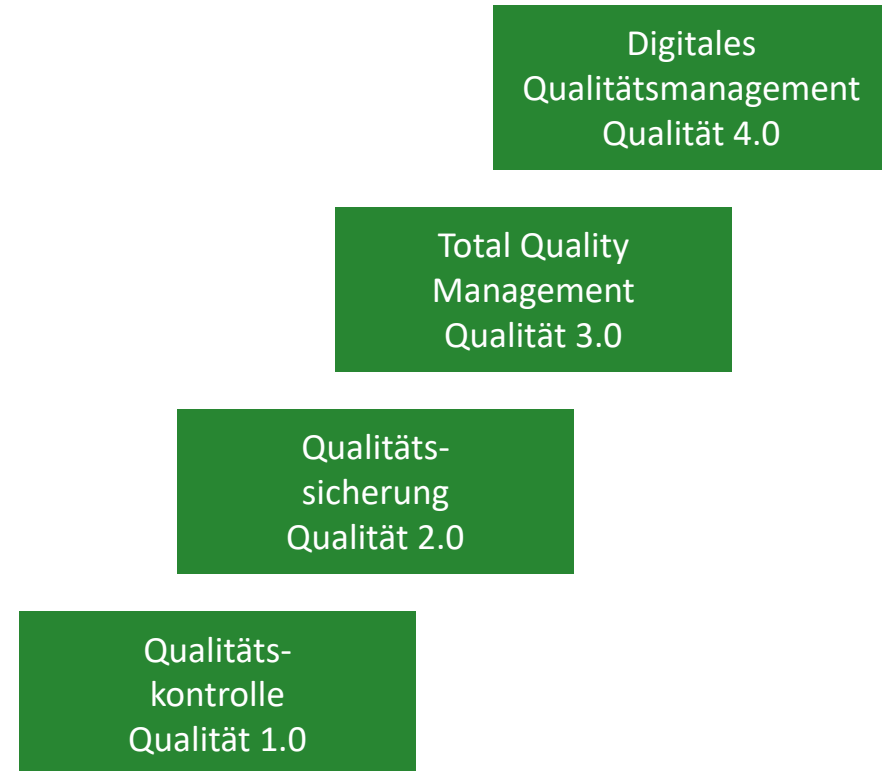 Digitales
Qualitätsmanagement
Qualität 4.0
Total Quality
Management
Qualität 3.0
Qualitäts-
sicherung
Qualität 2.0
Qualitäts-
kontrolle
Qualität 1.0